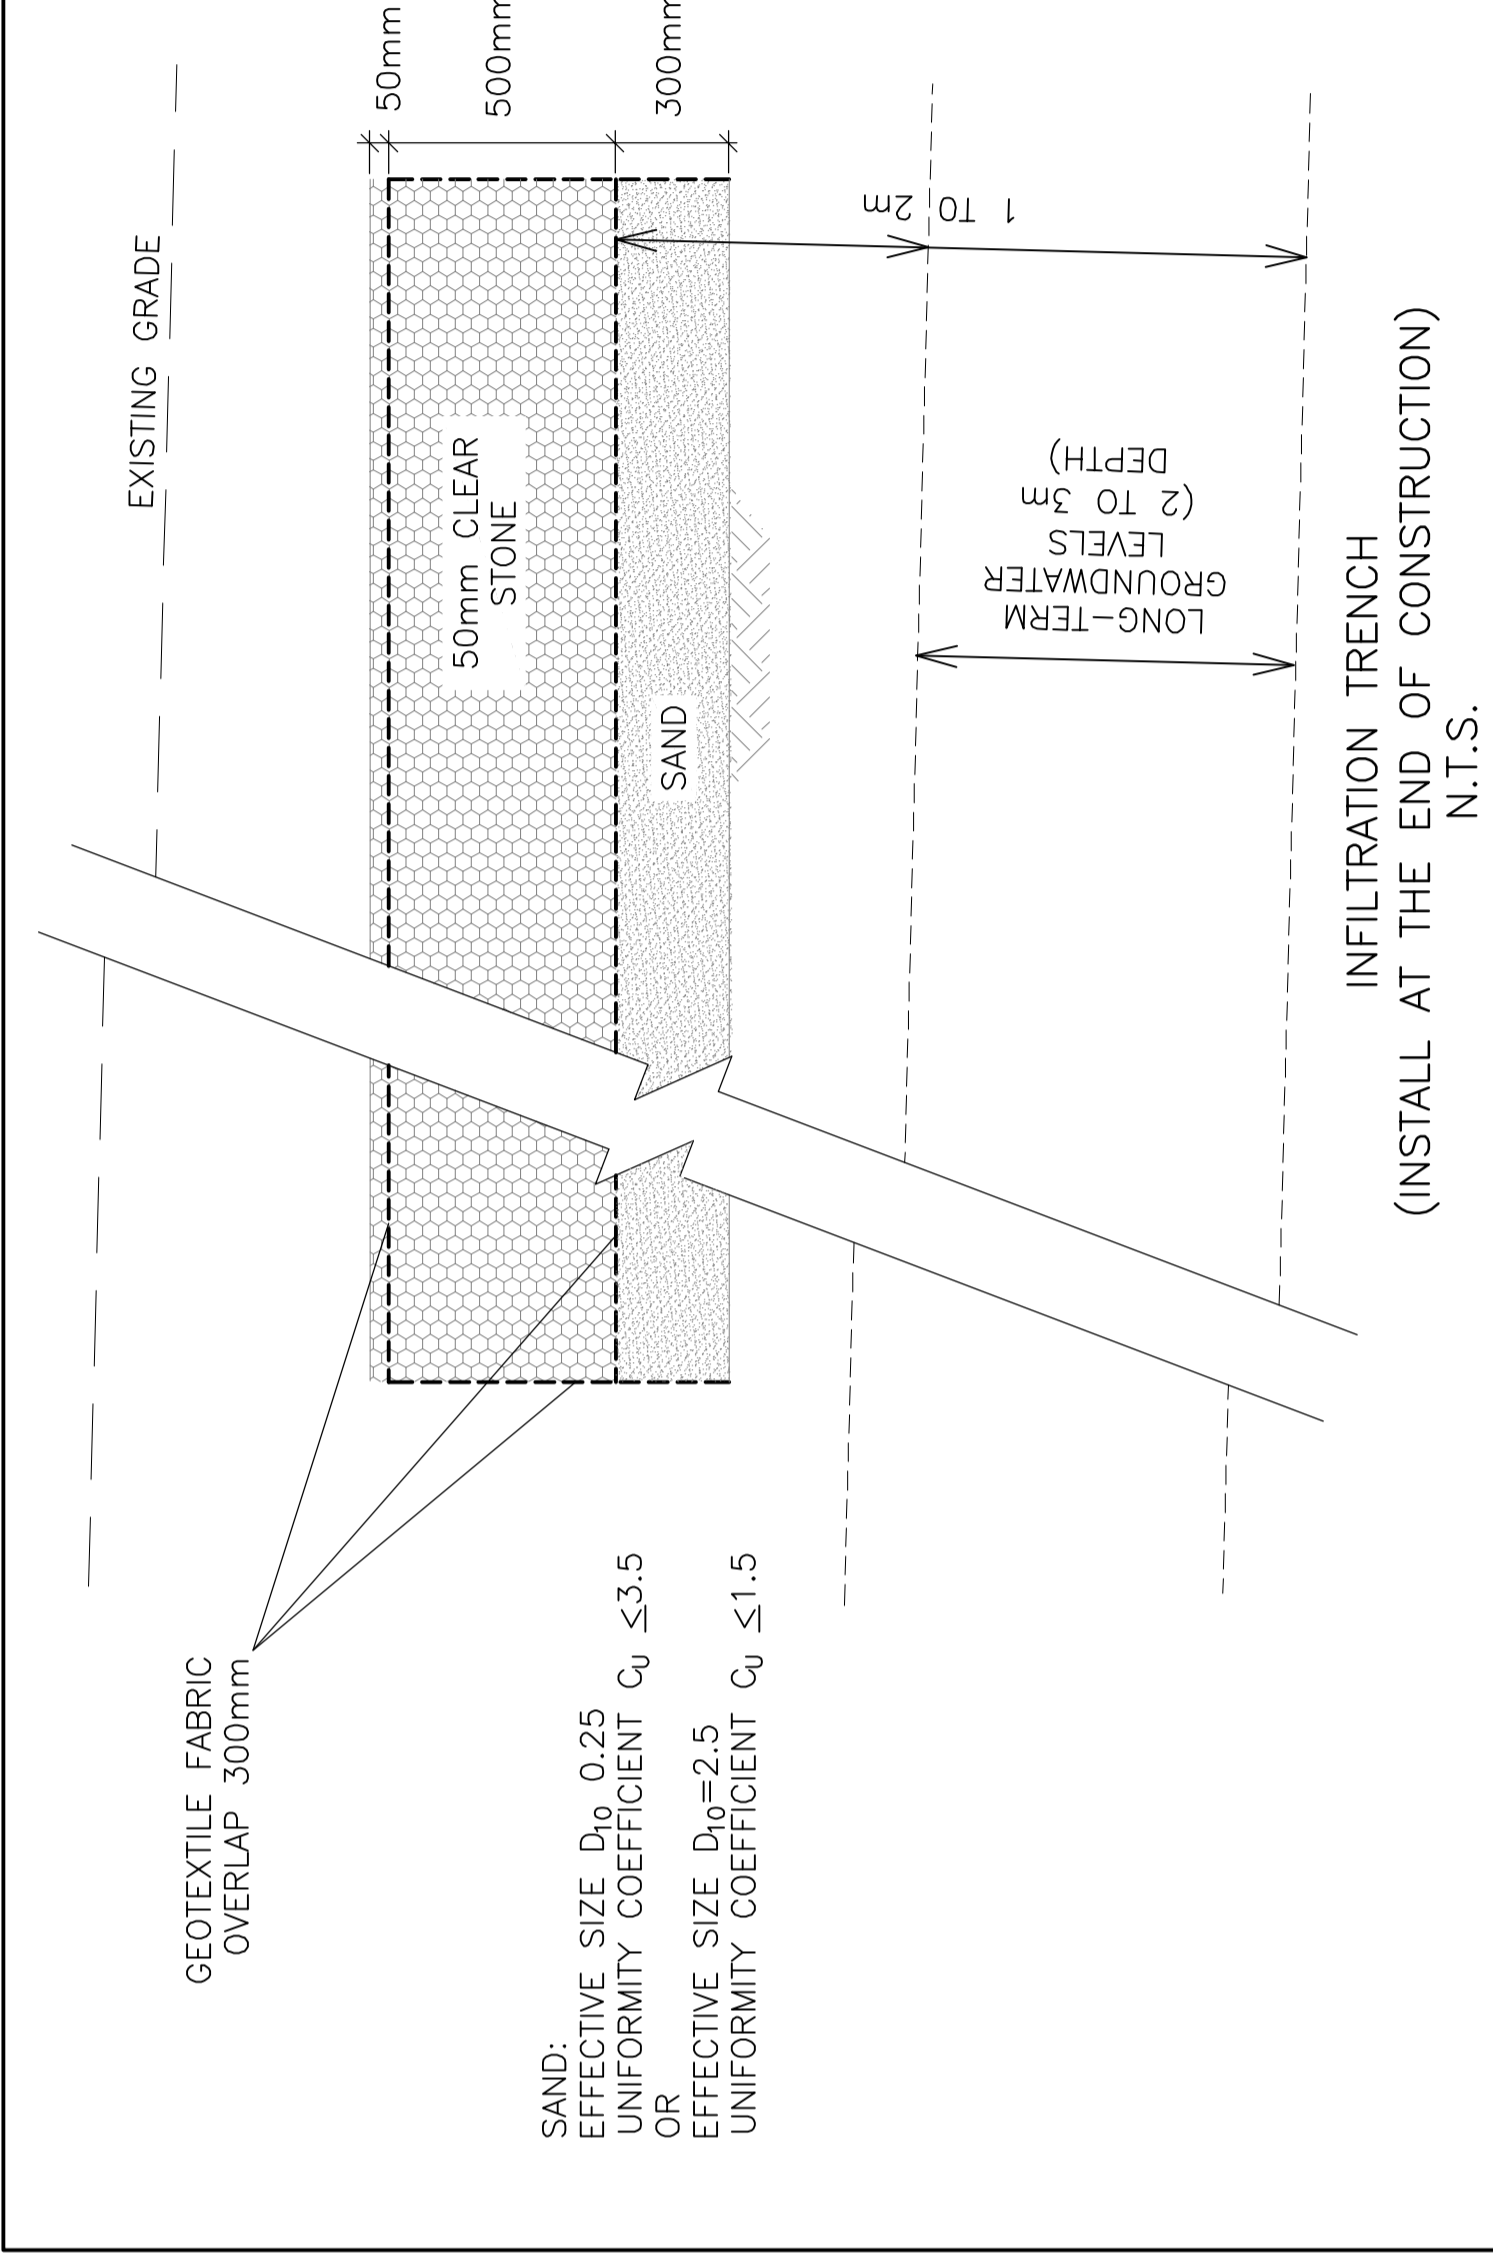 EXISTING GRADE
50mm
500mm
300mm
50mm CLEAR
STONE
SAND
GEOTEXTILE FABRIC
OVERLAP 300mm
SAND:
EFFECTIVE SIZE D10 0.25
UNIFORMITY COEFFICIENT CU ≤3.5
OR
EFFECTIVE SIZE D10=2.5
UNIFORMITY COEFFICIENT CU ≤1.5
1 TO 2m
LONG-TERM
GROUNDWATER
LEVELS
(2 TO 3m
DEPTH)
INFILTRATION TRENCH
(INSTALL AT THE END OF CONSTRUCTION)
N.T.S.